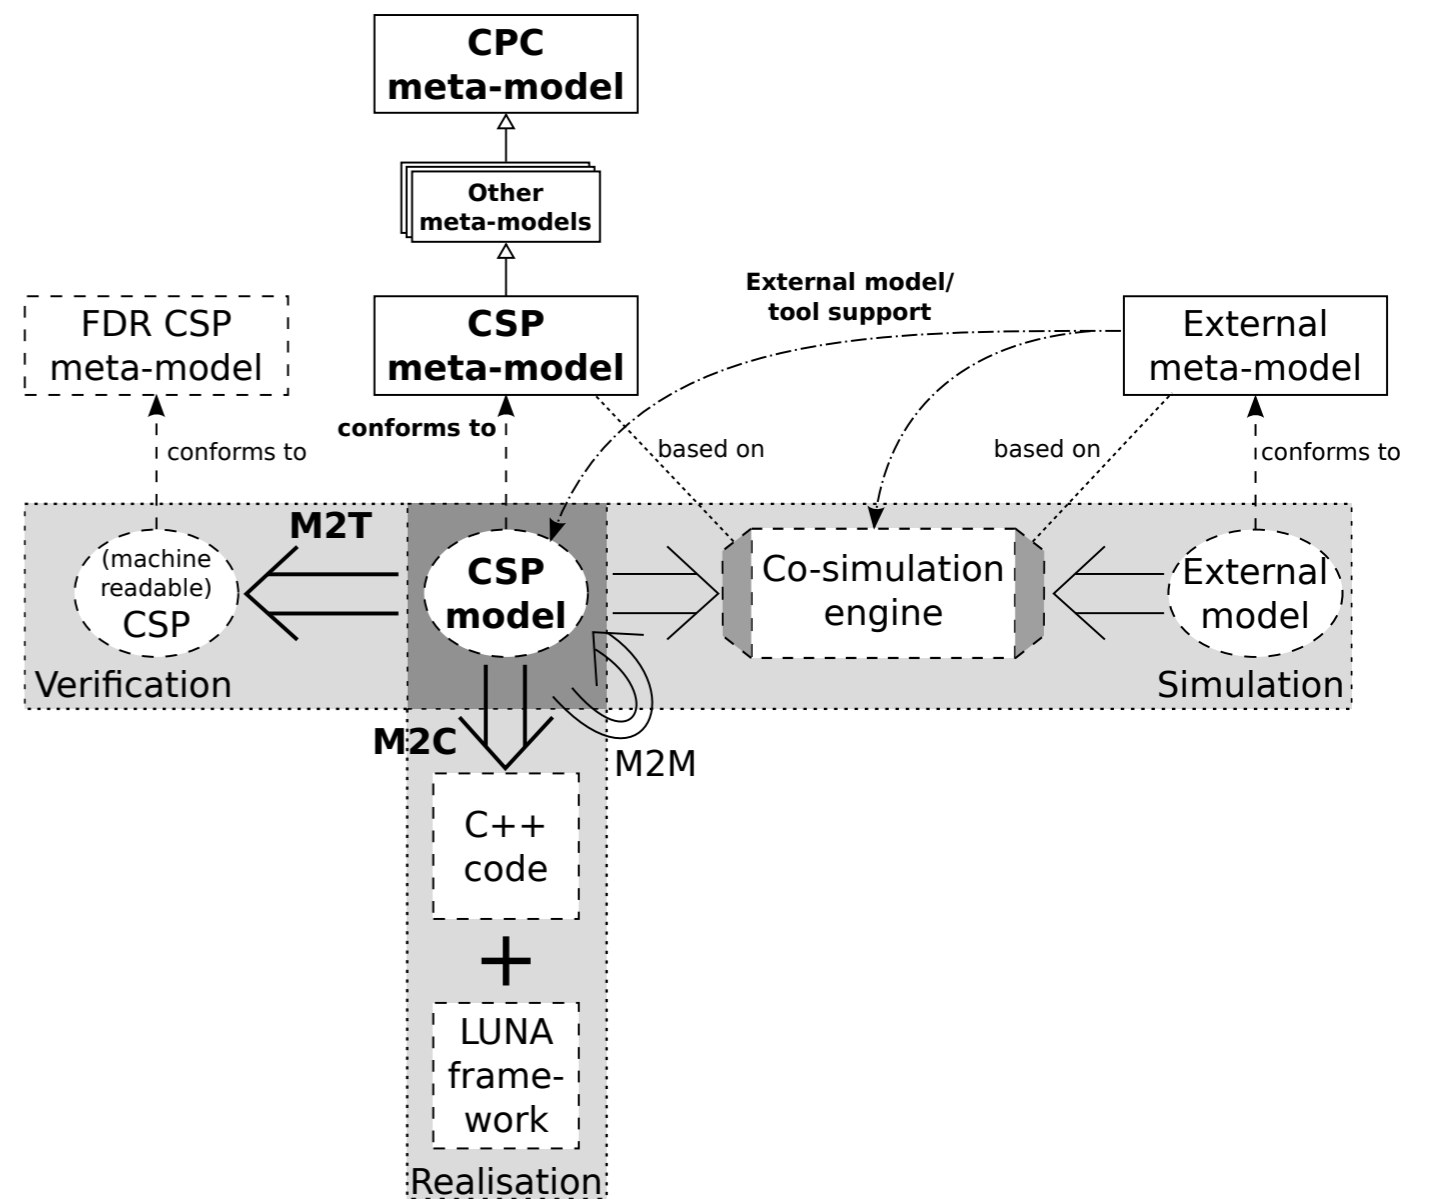 CPC
meta-model
Other
meta-models
External model/
tool support
FDR CSP
meta-model
CSP
meta-model
External
meta-model
conforms to
conforms to
based on
based on
conforms to
M2T
(machine
readable)
CSP
CSP
model
Co-simulation
engine
External
model
Verification
Simulation
M2C
M2M
C++
code
+
LUNA
frame-
work
Realisation